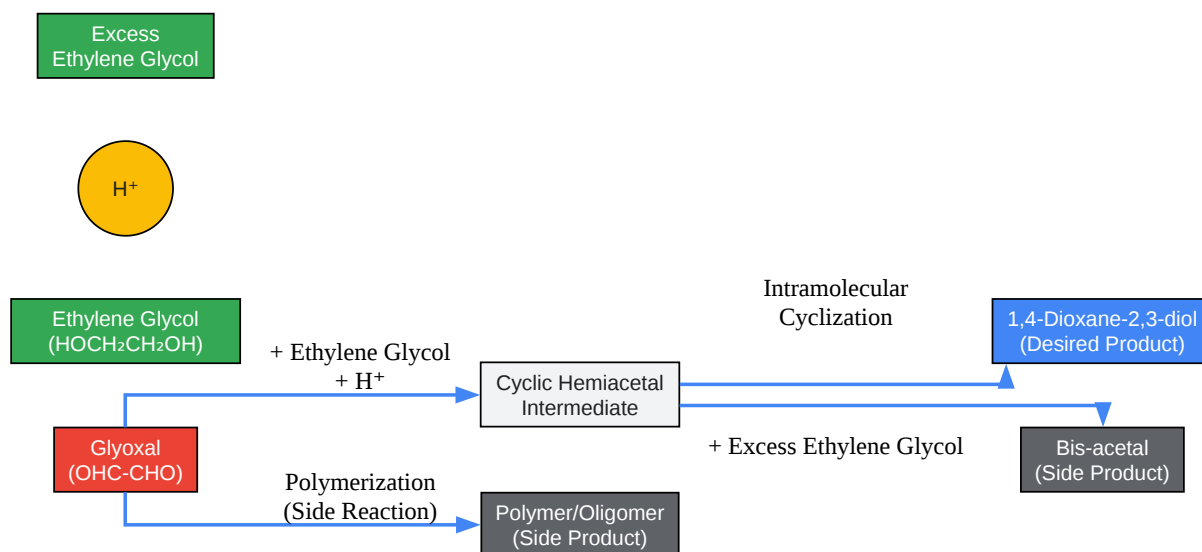 Excess
Ethylene Glycol
H⁺
Ethylene Glycol
(HOCH₂CH₂OH)
+ Ethylene Glycol
+ H⁺
Intramolecular
Cyclization
1,4-Dioxane-2,3-diol
(Desired Product)
Cyclic Hemiacetal
Intermediate
Glyoxal
(OHC-CHO)
+ Excess Ethylene Glycol
Bis-acetal
(Side Product)
Polymerization
(Side Reaction)
Polymer/Oligomer
(Side Product)